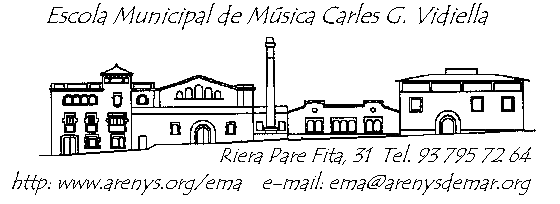 Escola Municipal de Música Carles G. Vidiella
Riera Pare Fita, 31 Tel. 93 795 72 64
http: www.arenys.org/ema e-mail: ema@arenysdemar.org